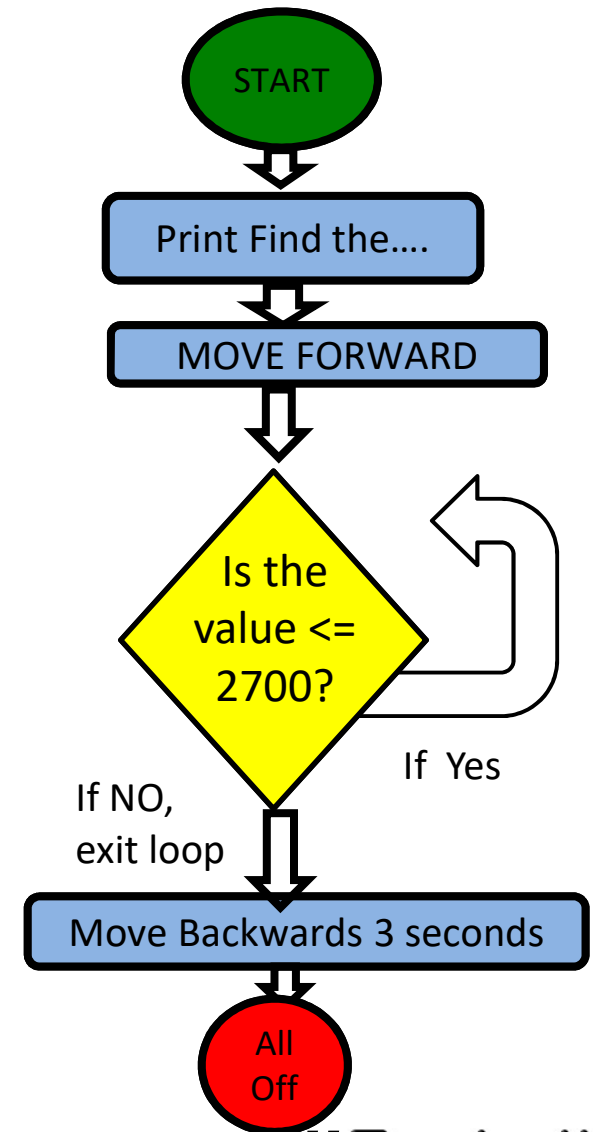 START
Print Find the....
MOVE FORWARD
Is the
value <=
2700?
If Yes
If NO,
exit loop
Move Backwards 3 seconds
All
Off